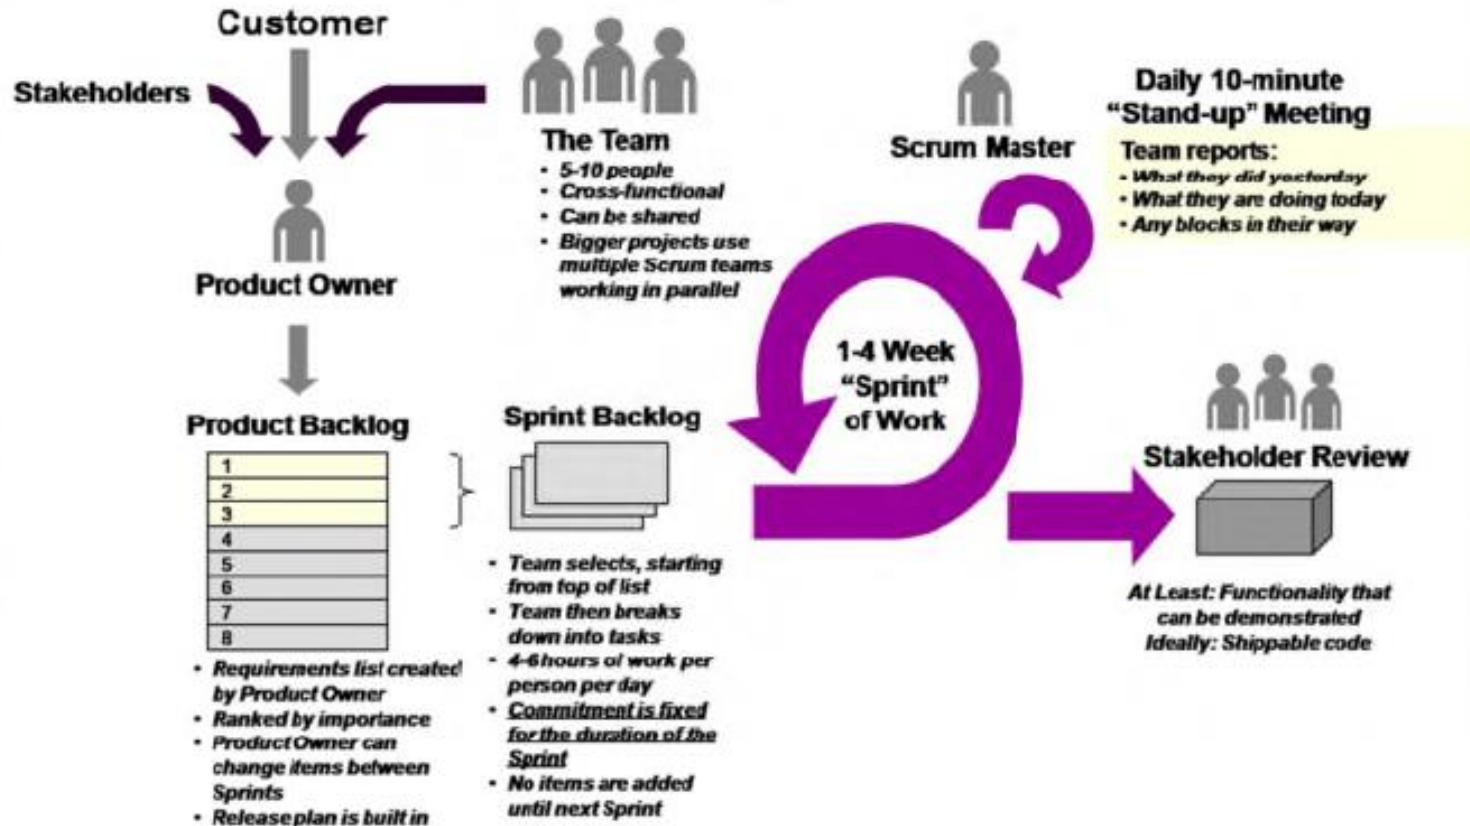 Customer
Stakeholders
The Team
• 5-10 people
• Cross-functional
• Can be shared
• Bigger projects use
multiple Scrum teams
working in parallel
Scrum Master
Daily 10-minute
“Stand-up” Meeting
Team reports:
• What they did yesterday
• What they are doing today
• Any blocks in their way
Product Owner
1-4 Week
“Sprint”
of Work
Product Backlog
1
2
3
4
5
6
7
8
• Requirements list created
by Product Owner
• Ranked by importance
• Product Owner can
change items between
Sprints
• Release plan is built in
Sprint Backlog
• Team selects, starting
from top of list
• Team then breaks
down into tasks
• 4-6 hours of work per
person per day
• Commitment is fixed
for the duration of the
Sprint
• No items are added
until next Sprint
Stakeholder Review
At Least: Functionality that
can be demonstrated
Ideally: Shippable code